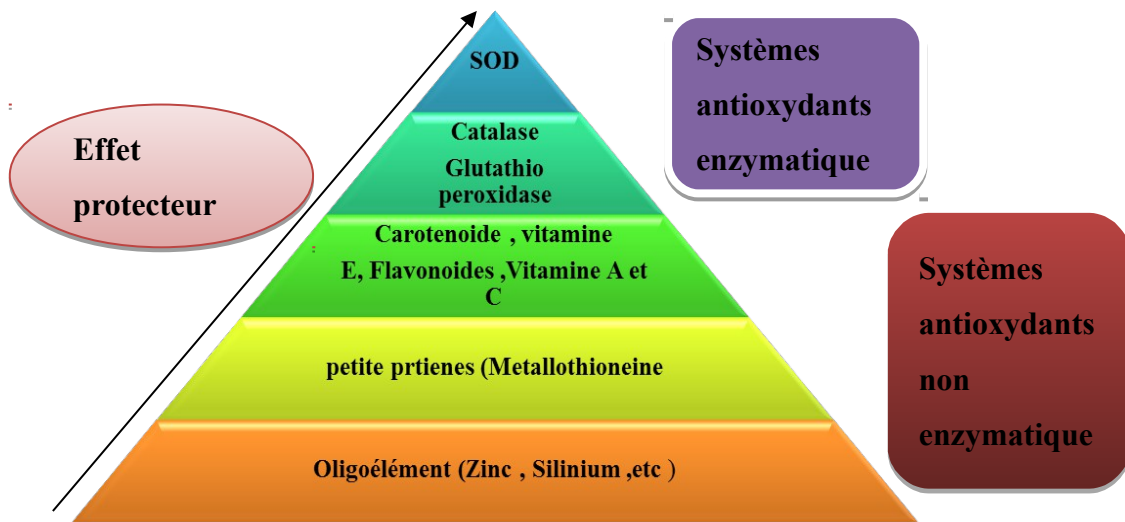 SOD
Catalase
Glutathio
peroxidase
Carotenoide , vitamine
E, Flavonoides ,Vitamine A et
C
petite prtienes (Metallothioneine
Oligoélément (Zinc , Silinium ,etc )
Effet
protecteur
Systèmes
antioxydants
enzymatique
Systèmes
antioxydants
non
enzymatique